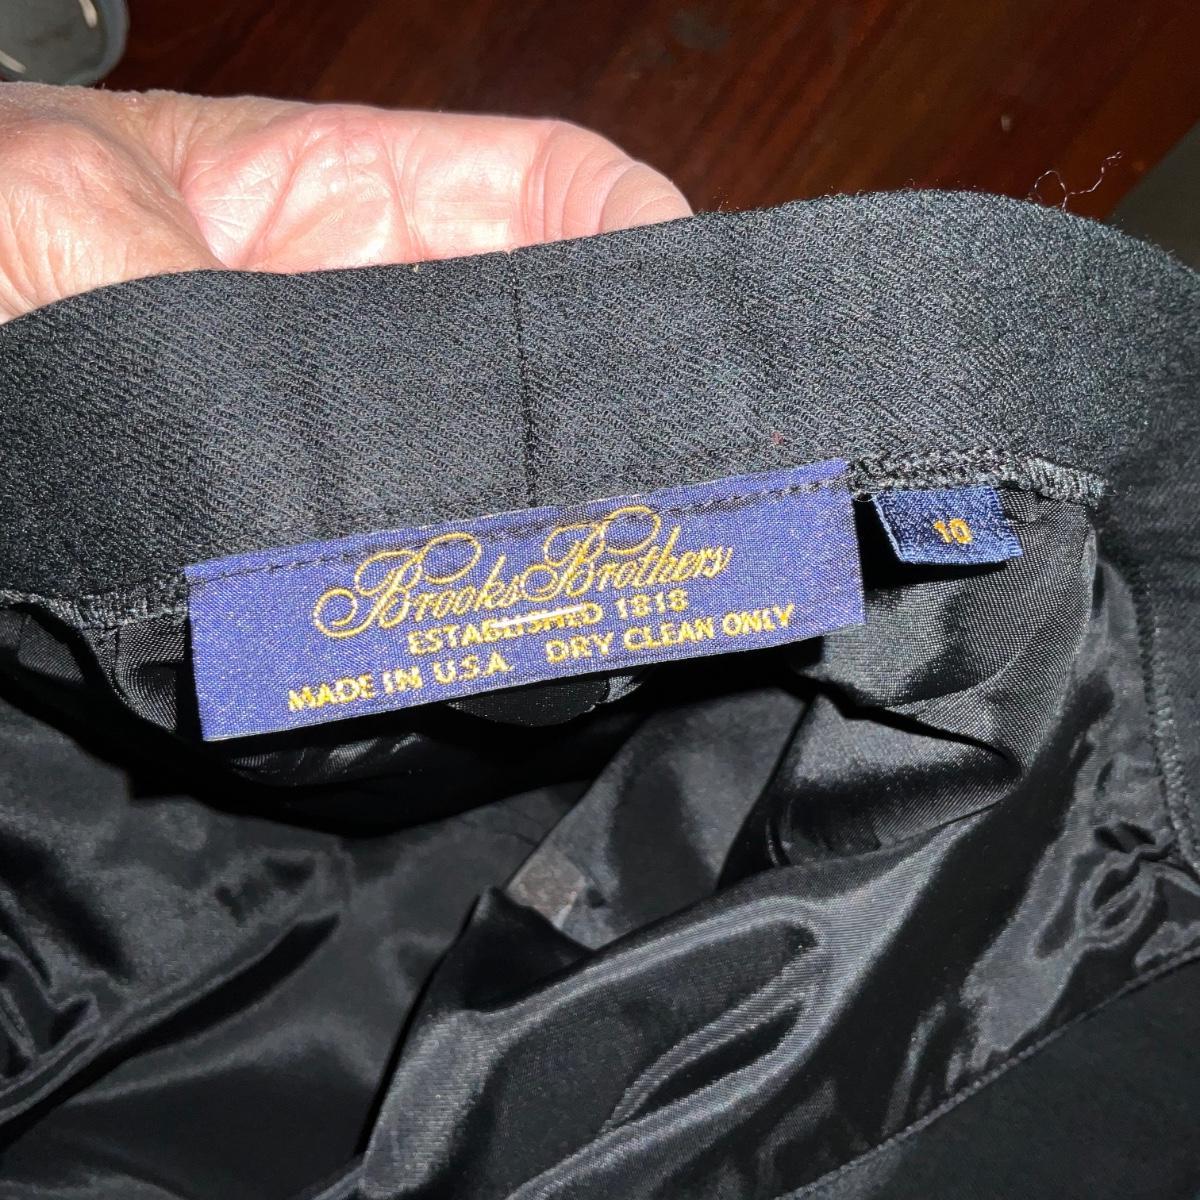 Brooks Brothers
ESTABLISHED 1818
MADE IN U.S.A. DRY CLEAN ONLY
10